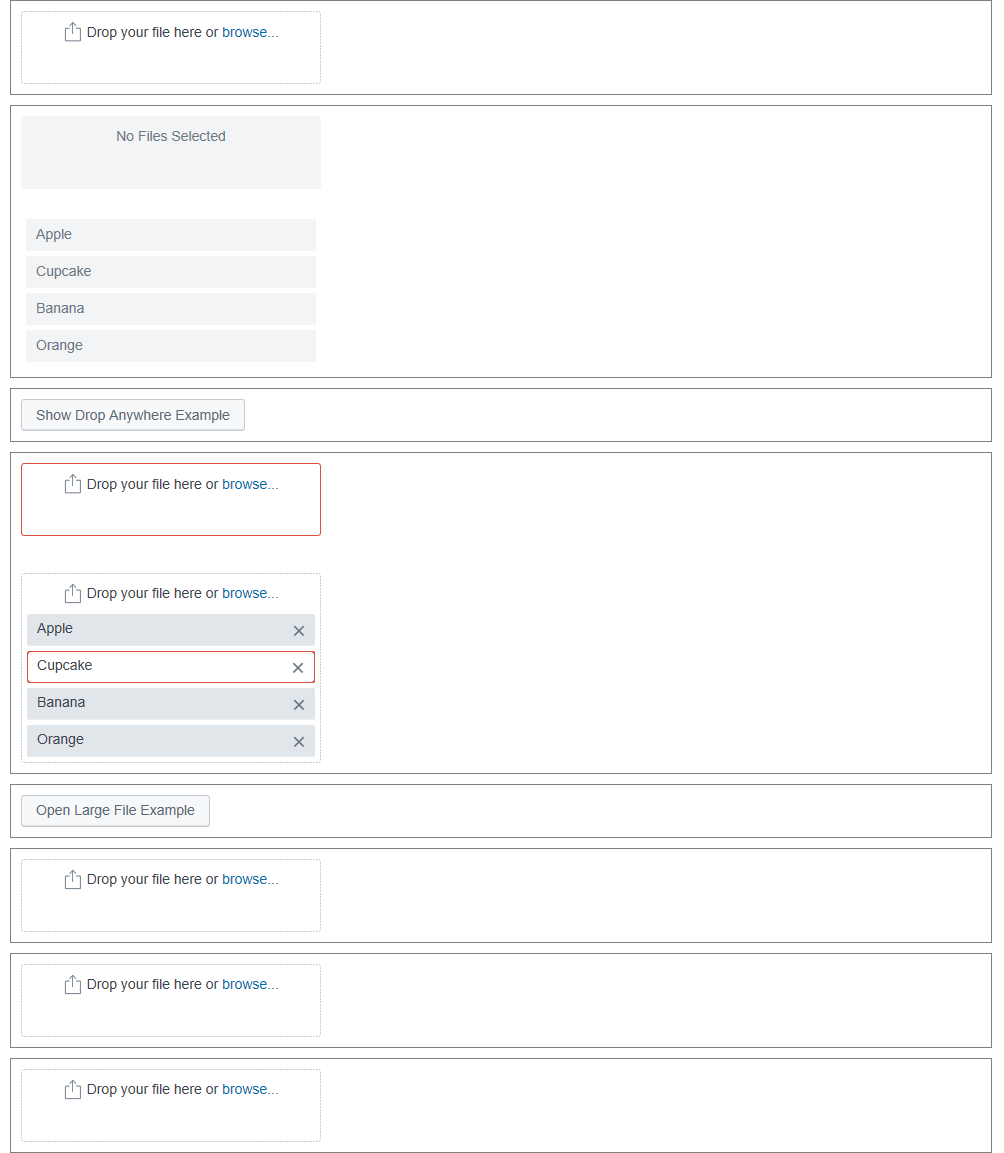 Drop your file here or browse...
No Files Selected
Apple
Cupcake
Banana
Orange
Show Drop Anywhere Example
Drop your file here or browse...
Drop your file here or browse...
Apple
Cupcake
Banana
Orange
Open Large File Example
Drop your file here or browse...
Drop your file here or browse...
Drop your file here or browse...